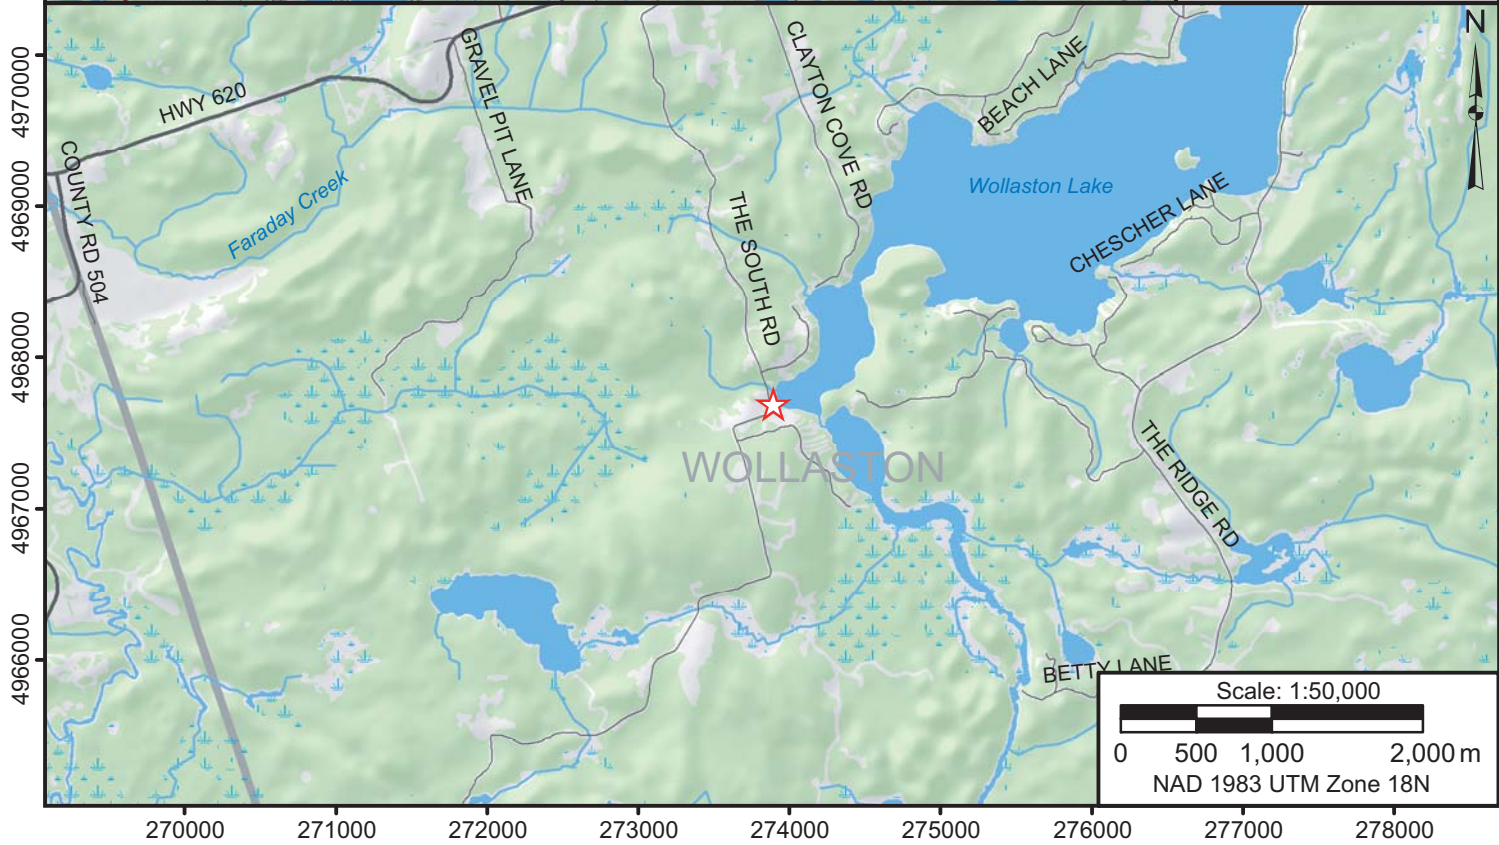 N
4970000
4969000
4968000
4967000
4966000
HWY 620
GRAVEL PIT LANE
CLAYTON COVE RD
BEACH LANE
COUNTY RD 504
Faraday Creek
THE SOUTH RD
Wollaston Lake
CHESCHER LANE
WOLLASTON
THE RIDGE RD
BETTY LANE
Scale: 1:50,000
0 500 1,000 2,000 m
NAD 1983 UTM Zone 18N
270000 271000 272000 273000 274000 275000 276000 277000 278000